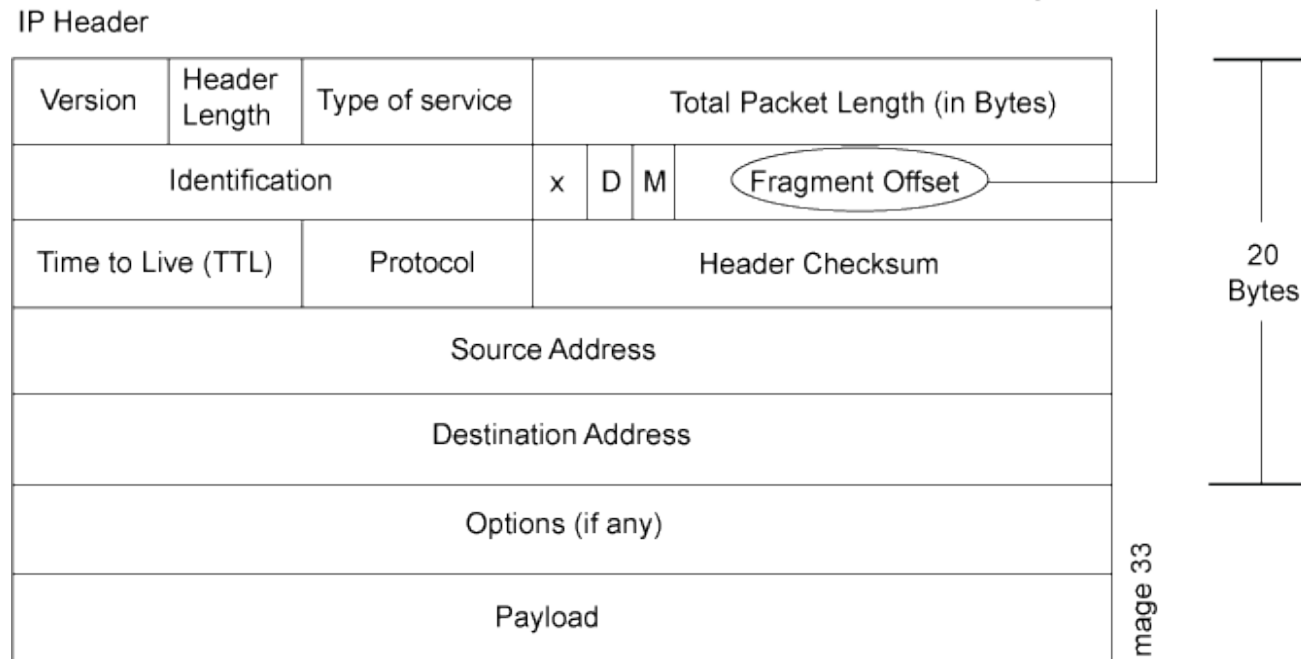 IP Header
Version
Header
Length
Type of service
Total Packet Length (in Bytes)
Identification
x
D
M
Fragment Offset
Time to Live (TTL)
Protocol
Header Checksum
20
Bytes
Source Address
Destination Address
Options (if any)
Payload
mage 33